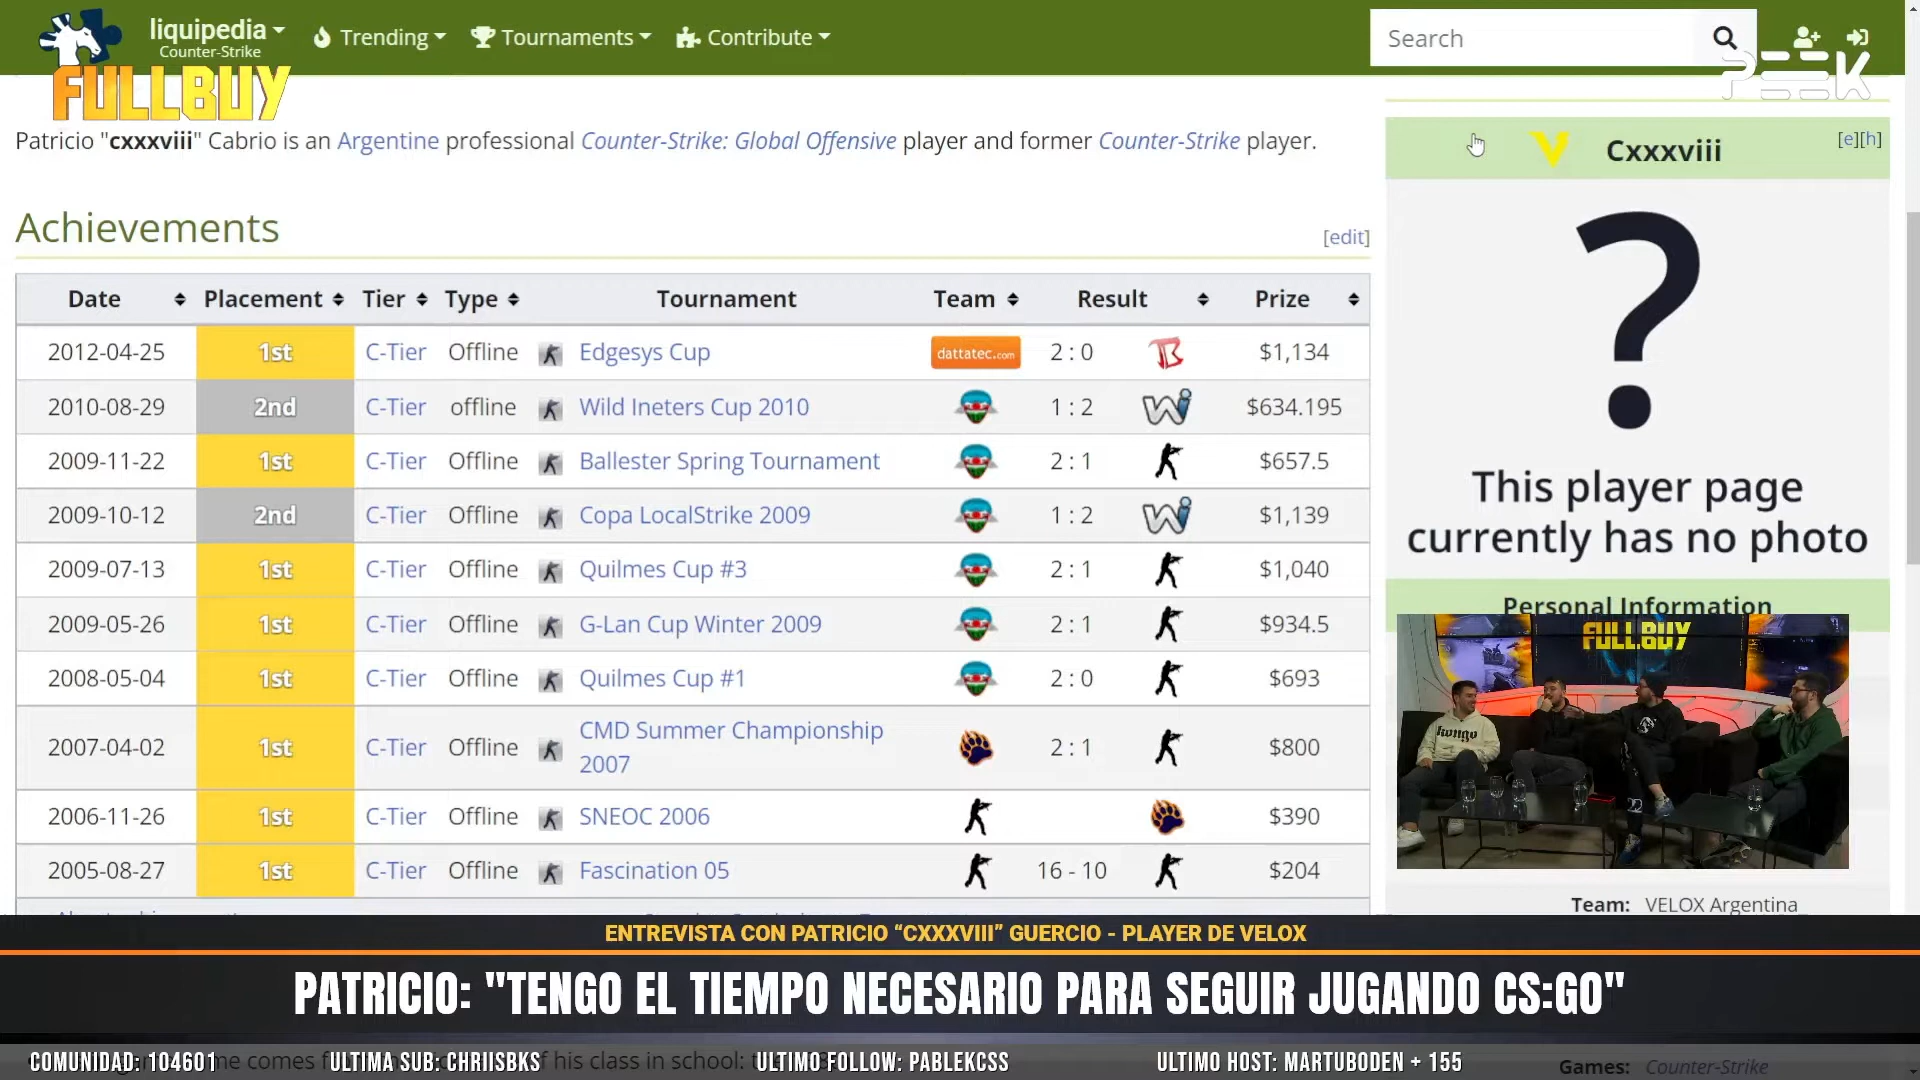 liquipedia
Counter-Strike
Trending
Tournaments
Contribute
Search
FULLBUY
PEEK
Patricio "cxxxviii" Cabrio is an Argentine professional Counter-Strike: Global Offensive player and former Counter-Strike player.
Cxxxviii
[e][h]
Achievements
[edit]
Date Placement Tier Type Tournament Team Result Prize
2012-04-25 1st C-Tier Offline Edgesys Cup dattatec.com 2 : 0 $1,134
2010-08-29 2nd C-Tier offline Wild Ineters Cup 2010 1 : 2 $634.195
2009-11-22 1st C-Tier Offline Ballester Spring Tournament 2 : 1 $657.5
2009-10-12 2nd C-Tier Offline Copa LocalStrike 2009 1 : 2 $1,139
2009-07-13 1st C-Tier Offline Quilmes Cup #3 2 : 1 $1,040
2009-05-26 1st C-Tier Offline G-Lan Cup Winter 2009 2 : 1 $934.5
2008-05-04 1st C-Tier Offline Quilmes Cup #1 2 : 0 $693
2007-04-02 1st C-Tier Offline CMD Summer Championship 2007 2 : 1 $800
2006-11-26 1st C-Tier Offline SNEOC 2006 $390
2005-08-27 1st C-Tier Offline Fascination 05 16 - 10 $204
?
This player page
currently has no photo
Personal Information
FULLBUY
Kongo
Team: VELOX Argentina
ENTREVISTA CON PATRICIO “CXXXVIII” GUERCIO - PLAYER DE VELOX
PATRICIO: "TENGO EL TIEMPO NECESARIO PARA SEGUIR JUGANDO CS:GO"
COMUNIDAD: 104601
ULTIMA SUB: CHRIISBKS
ULTIMO FOLLOW: PABLEKCSS
ULTIMO HOST: MARTUBODEN + 155
me comes
f his class in school:
Games: Counter-Strike